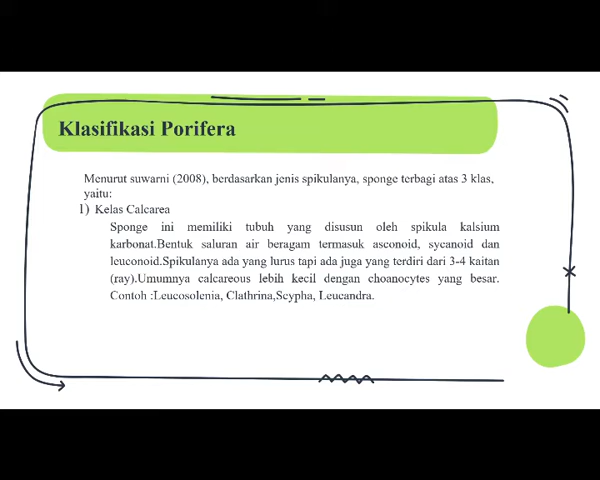 Klasifikasi Porifera
Menurut suwarni (2008), berdasarkan jenis spikulanya, sponge terbagi atas 3 klas,
yaitu:
1) Kelas Calcarea
Sponge ini memiliki tubuh yang disusun oleh spikula kalsium
karbonat.Bentuk saluran air beragam termasuk asconoid, sycanoid dan
leuconoid.Spikulanya ada yang lurus tapi ada juga yang terdiri dari 3-4 kaitan
(ray).Umumnya calcareous lebih kecil dengan choanocytes yang besar.
Contoh :Leucosolenia, Clathrina,Scypha, Leucandra.